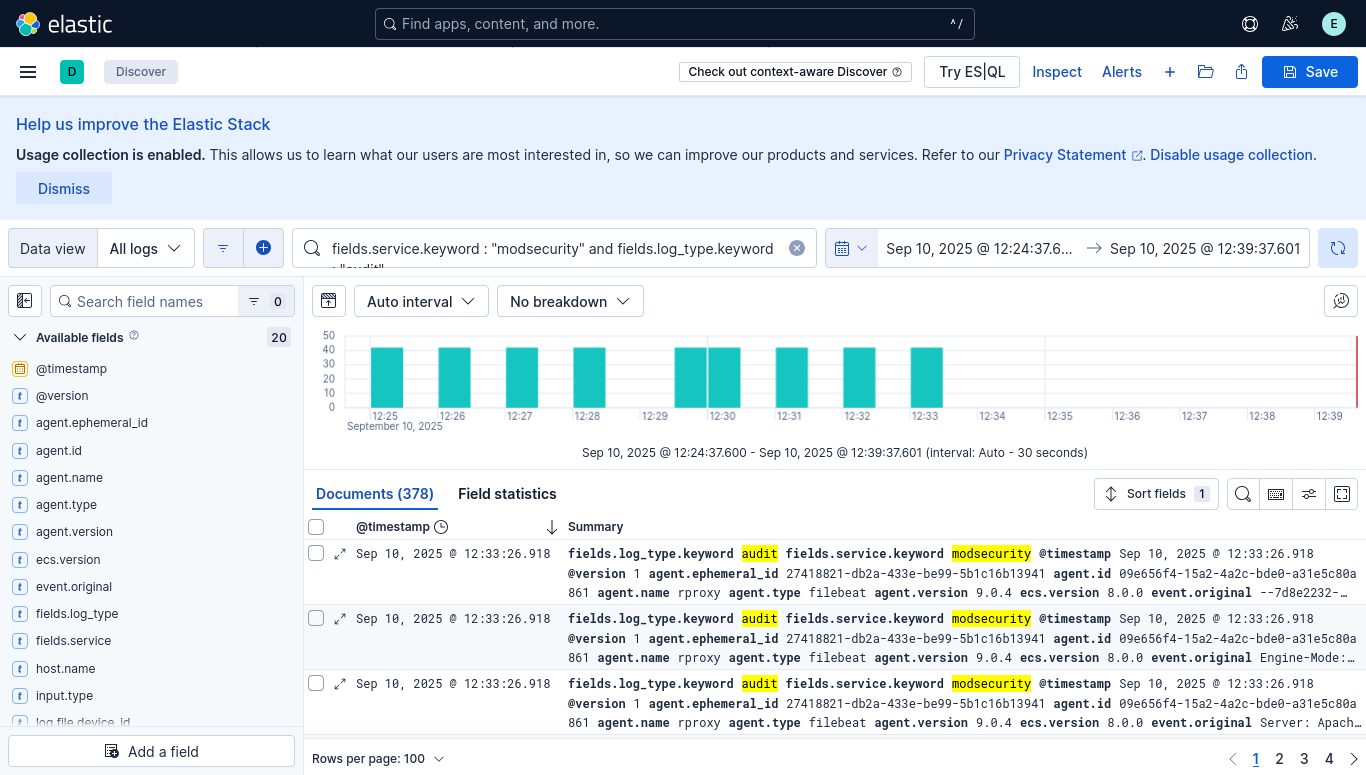 elastic
Find apps, content, and more.
^/
E
D
Discover
Check out context-aware Discover
Try ES|QL
Inspect
Alerts
Save
Help us improve the Elastic Stack
Usage collection is enabled. This allows us to learn what our users are most interested in, so we can improve our products and services. Refer to our Privacy Statement. Disable usage collection.
Dismiss
Data view
All logs
fields.service.keyword : "modsecurity" and fields.log_type.keyword
: "audit"
Sep 10, 2025 @ 12:24:37.6...
Sep 10, 2025 @ 12:39:37.601
Search field names
0
Auto interval
No breakdown
Available fields
20
@timestamp
@version
agent.ephemeral_id
agent.id
agent.name
agent.type
agent.version
ecs.version
event.original
fields.log_type
fields.service
host.name
input.type
log.file.device_id
Add a field
50
40
30
20
10
0
12:25
12:26
12:27
12:28
12:29
12:30
12:31
12:32
12:33
12:34
12:35
12:36
12:37
12:38
12:39
September 10, 2025
Sep 10, 2025 @ 12:24:37.600 - Sep 10, 2025 @ 12:39:37.601 (interval: Auto - 30 seconds)
Documents (378)
Field statistics
Sort fields
1
@timestamp
Summary
Sep 10, 2025 @ 12:33:26.918
fields.log_type.keyword audit fields.service.keyword modsecurity @timestamp Sep 10, 2025 @ 12:33:26.918
@version 1 agent.ephemeral_id 27418821-db2a-433e-be99-5b1c16b13941 agent.id 09e656f4-15a2-4a2c-bde0-a31e5c80a
861 agent.name rproxy agent.type filebeat agent.version 9.0.4 ecs.version 8.0.0 event.original --7d8e2232-…
Sep 10, 2025 @ 12:33:26.918
fields.log_type.keyword audit fields.service.keyword modsecurity @timestamp Sep 10, 2025 @ 12:33:26.918
@version 1 agent.ephemeral_id 27418821-db2a-433e-be99-5b1c16b13941 agent.id 09e656f4-15a2-4a2c-bde0-a31e5c80a
861 agent.name rproxy agent.type filebeat agent.version 9.0.4 ecs.version 8.0.0 event.original Engine-Mode:…
Sep 10, 2025 @ 12:33:26.918
fields.log_type.keyword audit fields.service.keyword modsecurity @timestamp Sep 10, 2025 @ 12:33:26.918
@version 1 agent.ephemeral_id 27418821-db2a-433e-be99-5b1c16b13941 agent.id 09e656f4-15a2-4a2c-bde0-a31e5c80a
861 agent.name rproxy agent.type filebeat agent.version 9.0.4 ecs.version 8.0.0 event.original Server: Apach…
Rows per page: 100
1
2
3
4